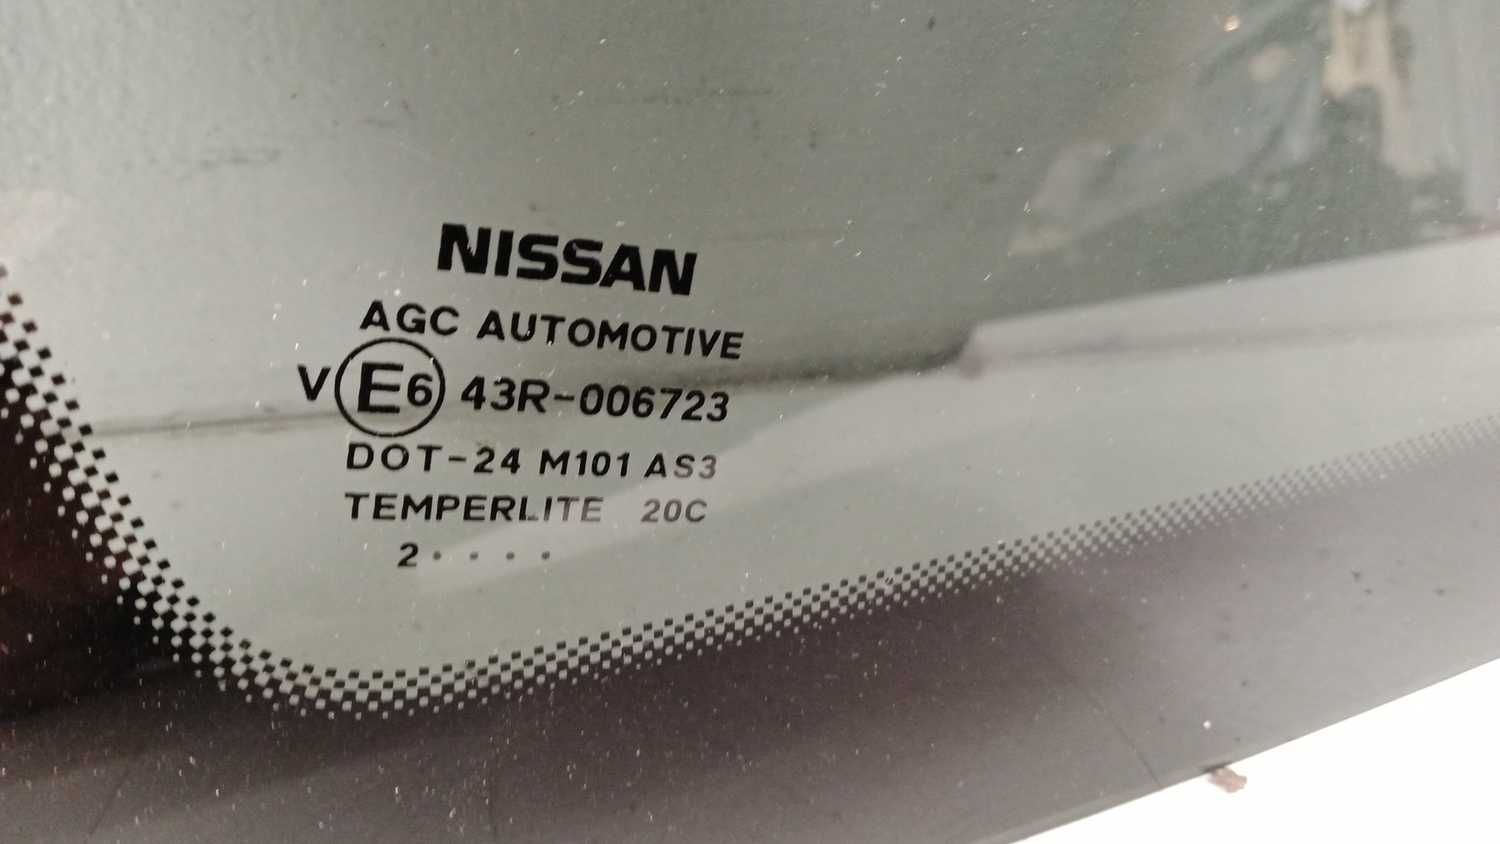 NISSAN
AGC AUTOMOTIVE
V E6 43R-006723
DOT-24 M101 AS3
TEMPERLITE 20C
2 · · · ·